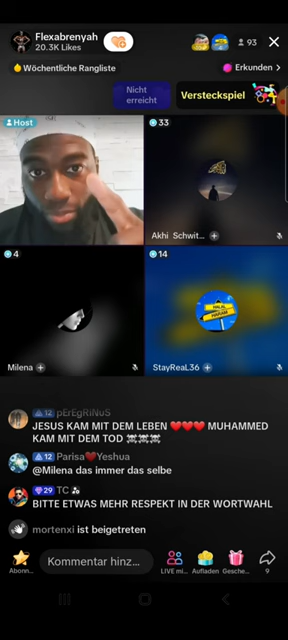 Flexabrenyah
20.3K Likes
93
Wöchentliche Rangliste
Erkunden >
Nicht erreicht
Versteckspiel
Host
33
Akhi Schwit...
4
Milena
14
HALAL
HARAM
StayReaL36
12 pErEgRiNuS
JESUS KAM MIT DEM LEBEN ❤️❤️❤️ MUHAMMED
KAM MIT DEM TOD ☠️☠️☠️
12 Parisa❤️Yeshua
@Milena das immer das selbe
29 TC
BITTE ETWAS MEHR RESPEKT IN DER WORTWAHL
mortenxi ist beigetreten
Abonn...
Kommentar hinz...
LIVE mi...
Aufladen
Gesche...
9